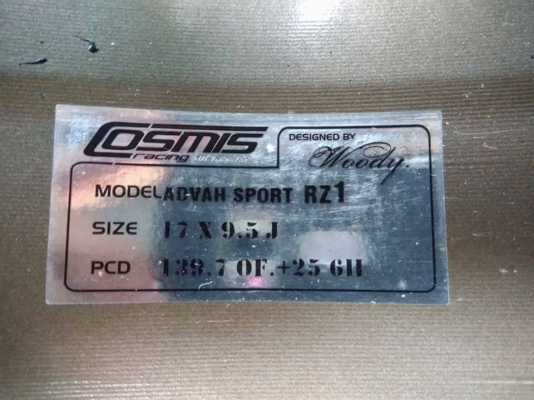 COSMIS
racing wheels
DESIGNED BY
Woody.
MODEL ADVAH SPORT RZ1
SIZE 17 X 9.5 J
PCD 139.7 OF.+25 6H